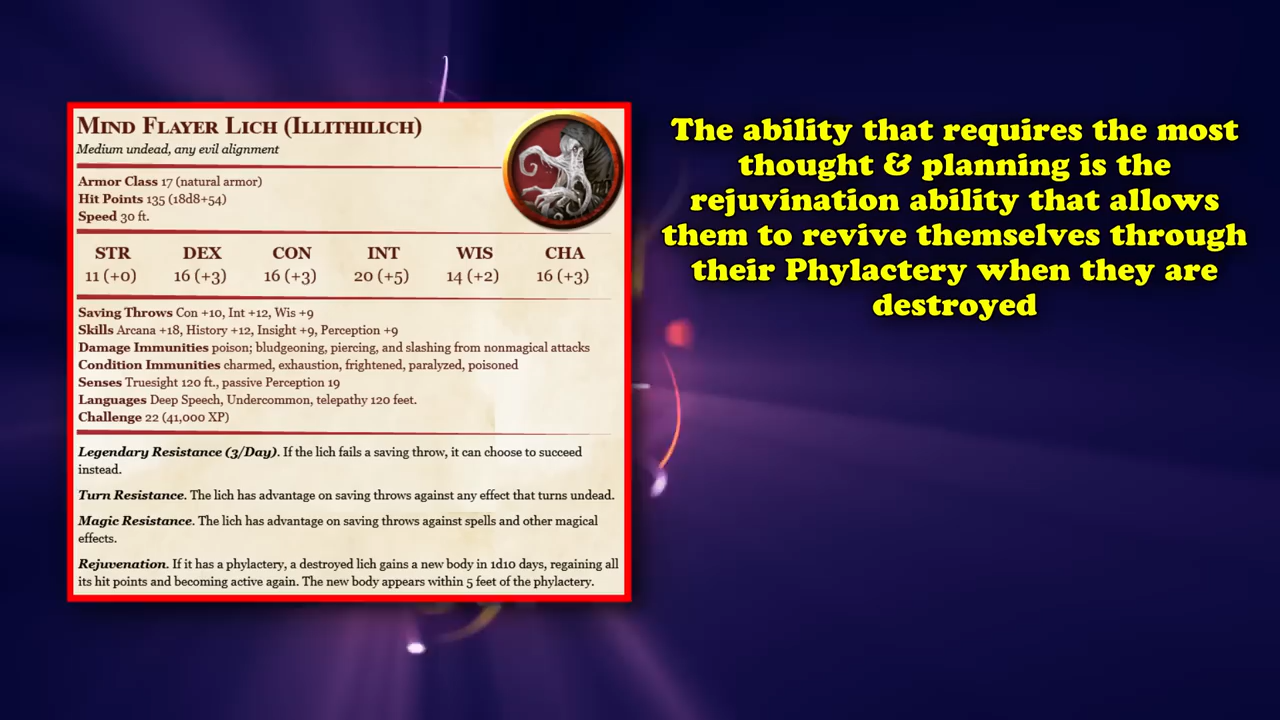 Mind Flayer Lich (Illithilich)
Medium undead, any evil alignment
Armor Class 17 (natural armor)
Hit Points 135 (18d8+54)
Speed 30 ft.
STR DEX CON INT WIS CHA
11 (+0) 16 (+3) 16 (+3) 20 (+5) 14 (+2) 16 (+3)
Saving Throws Con +10, Int +12, Wis +9
Skills Arcana +18, History +12, Insight +9, Perception +9
Damage Immunities poison; bludgeoning, piercing, and slashing from nonmagical attacks
Condition Immunities charmed, exhaustion, frightened, paralyzed, poisoned
Senses Truesight 120 ft., passive Perception 19
Languages Deep Speech, Undercommon, telepathy 120 feet.
Challenge 22 (41,000 XP)
Legendary Resistance (3/Day). If the lich fails a saving throw, it can choose to succeed
instead.
Turn Resistance. The lich has advantage on saving throws against any effect that turns undead.
Magic Resistance. The lich has advantage on saving throws against spells and other magical
effects.
Rejuvenation. If it has a phylactery, a destroyed lich gains a new body in 1d10 days, regaining all
its hit points and becoming active again. The new body appears within 5 feet of the phylactery.
The ability that requires the most
thought & planning is the
rejuvination ability that allows
them to revive themselves through
their Phylactery when they are
destroyed